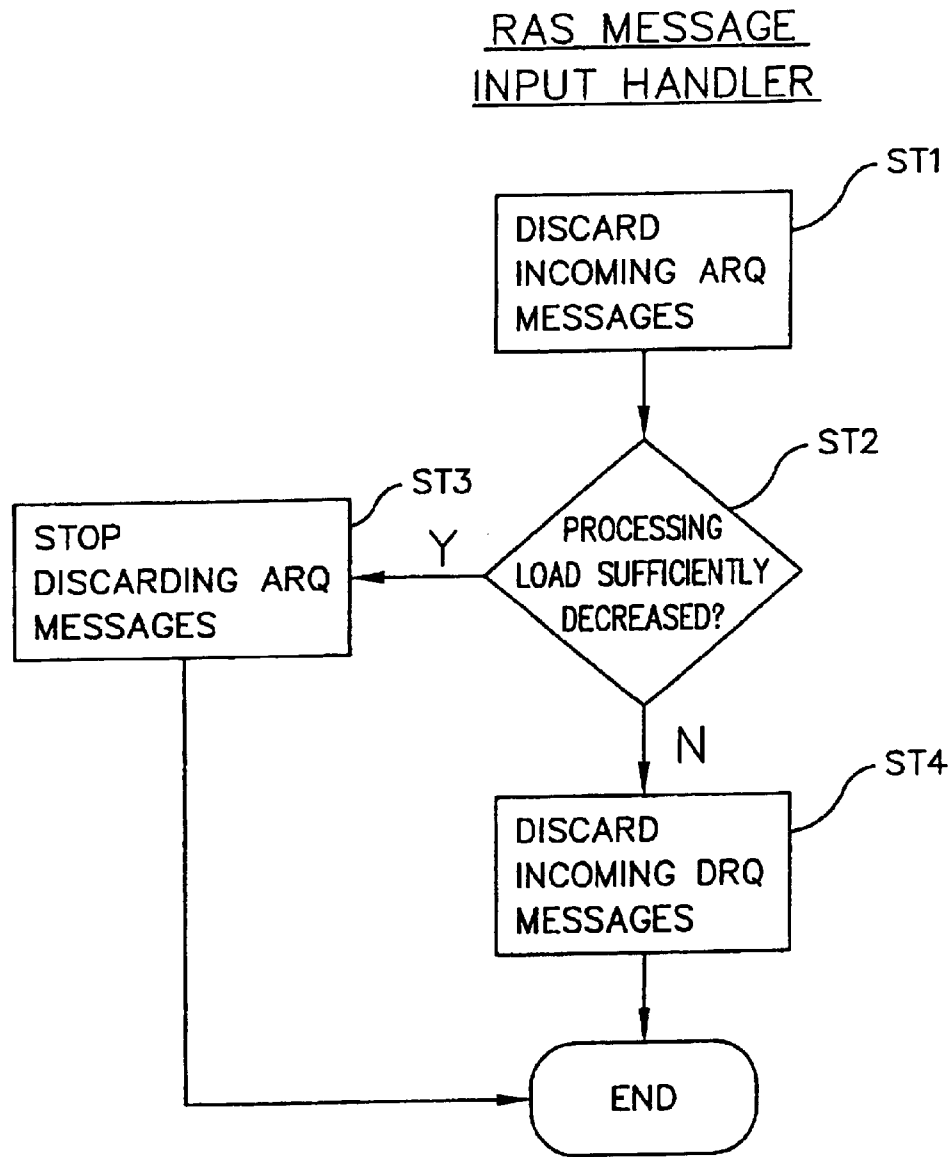 RAS MESSAGE
INPUT HANDLER
ST1
DISCARD
INCOMING ARQ
MESSAGES
ST2
PROCESSING
LOAD SUFFICIENTLY
DECREASED?
Y
ST3
STOP
DISCARDING ARQ
MESSAGES
N
ST4
DISCARD
INCOMING DRQ
MESSAGES
END